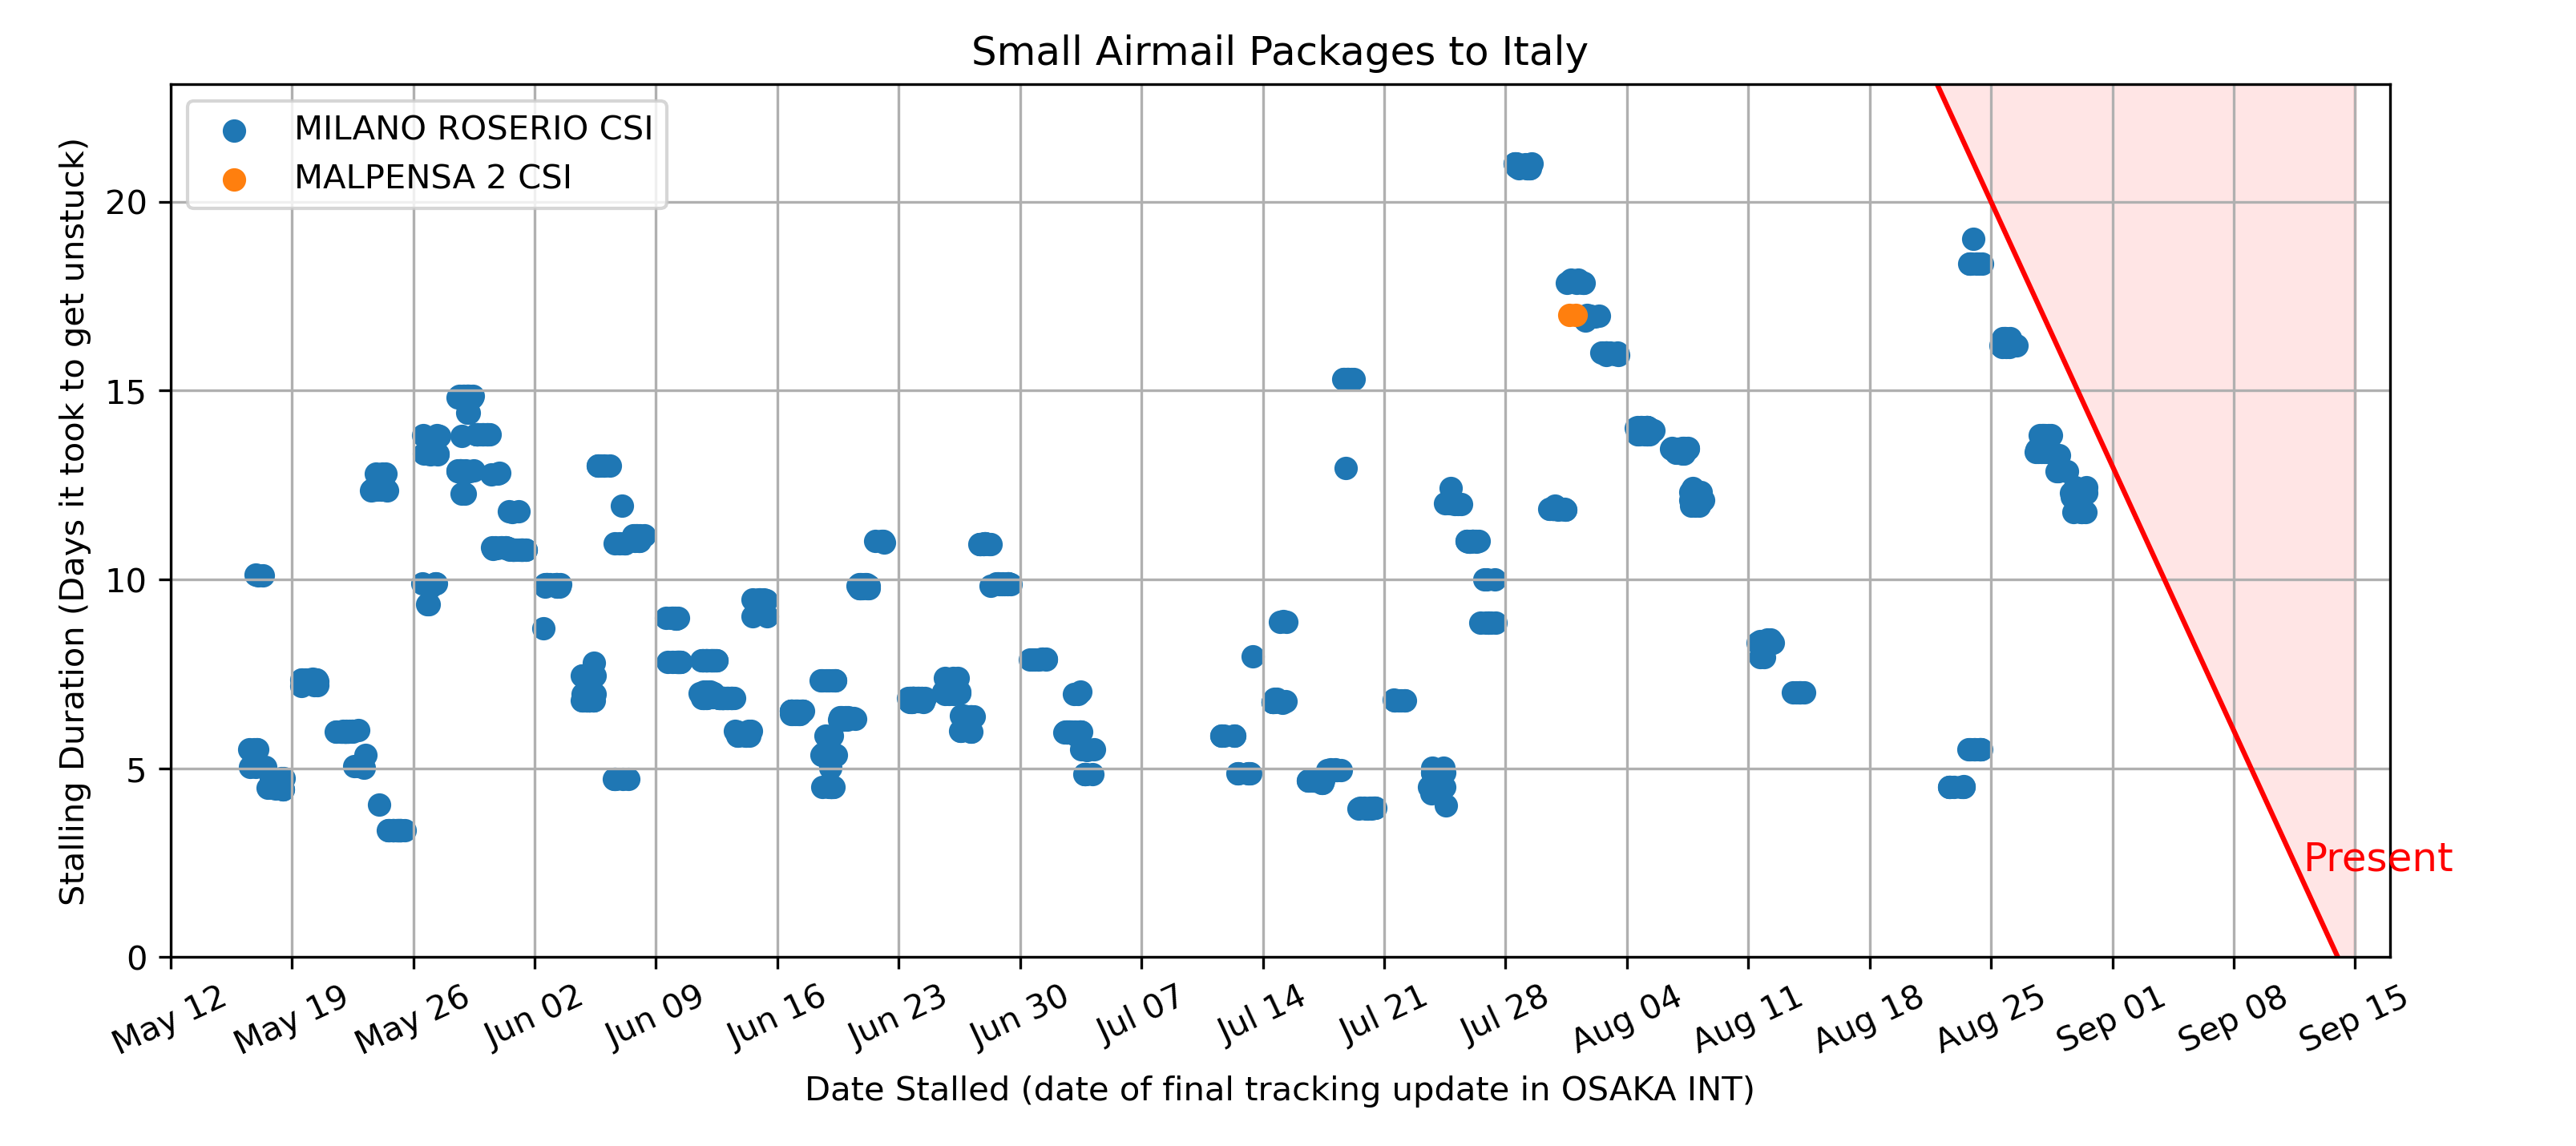 Small Airmail Packages to Italy
MILANO ROSERIO CSI
MALPENSA 2 CSI
Stalling Duration (Days it took to get unstuck)
20
15
10
5
0
Present
May 12
May 19
May 26
Jun 02
Jun 09
Jun 16
Jun 23
Jun 30
Jul 07
Jul 14
Jul 21
Jul 28
Aug 04
Aug 11
Aug 18
Aug 25
Sep 01
Sep 08
Sep 15
Date Stalled (date of final tracking update in OSAKA INT)